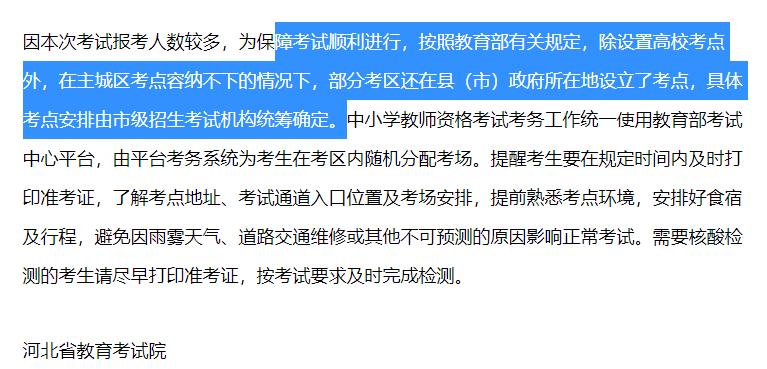 因本次考试报考人数较多，为保障考试顺利进行，按照教育部有关规定，除设置高校考点
外，在主城区考点容纳不下的情况下，部分考区还在县（市）政府所在地设立了考点，具体
考点安排由市级招生考试机构统筹确定。中小学教师资格考试考务工作统一使用教育部考试
中心平台，由平台考务系统为考生在考区内随机分配考场。提醒考生要在规定时间内及时打
印准考证，了解考点地址、考试通道入口位置及考场安排，提前熟悉考点环境，安排好食宿
及行程，避免因雨雾天气、道路交通维修或其他不可预测的原因影响正常考试。需要核酸检
测的考生请尽早打印准考证，按考试要求及时完成检测。
河北省教育考试院